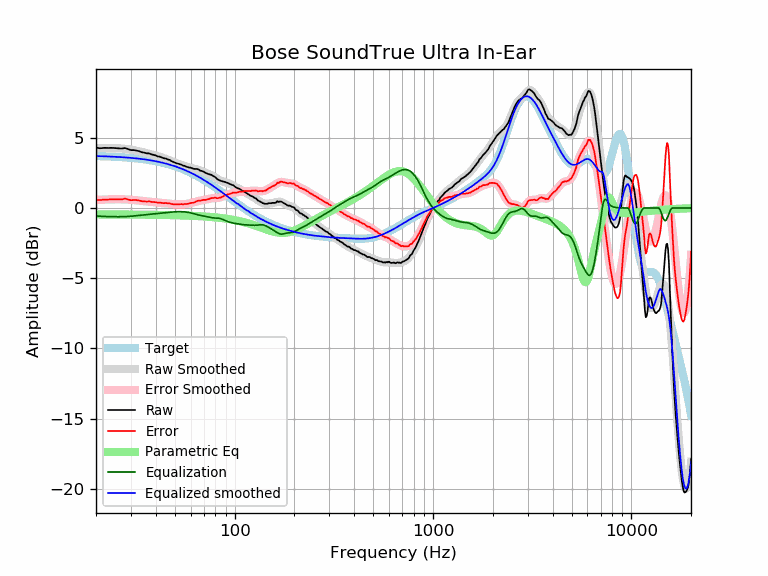 Bose SoundTrue Ultra In-Ear
Amplitude (dBr)
5
0
−5
−10
−15
−20
Target
Raw Smoothed
Error Smoothed
Raw
Error
Parametric Eq
Equalization
Equalized smoothed
100 1000 10000
Frequency (Hz)